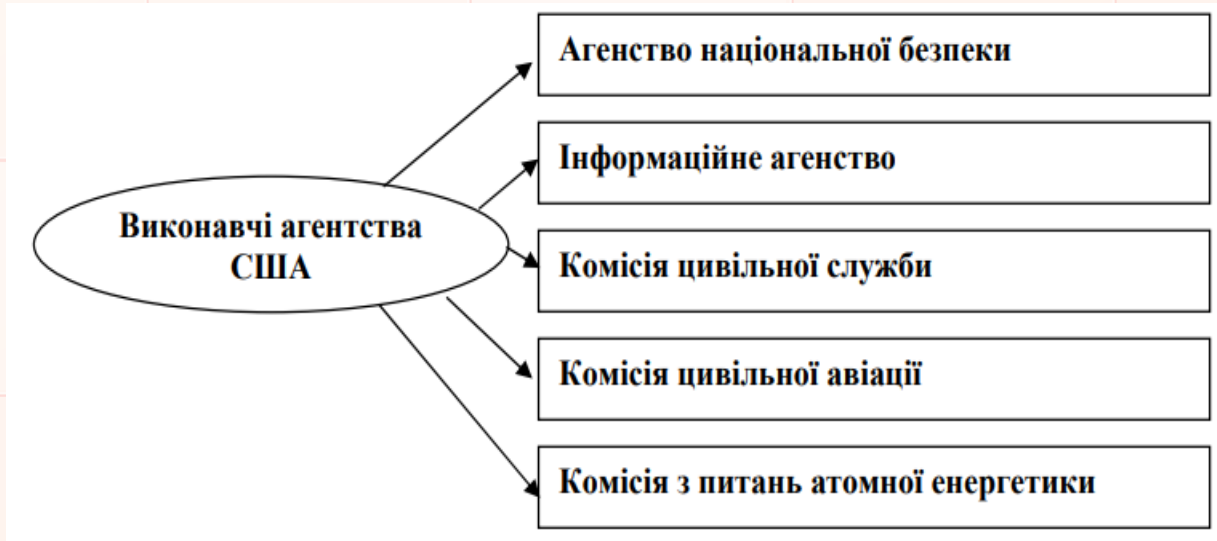 Агенство національної безпеки
Інформаційне агенство
Виконавчі агентства
США
Комісія цивільної служби
Комісія цивільної авіації
Комісія з питань атомної енергетики